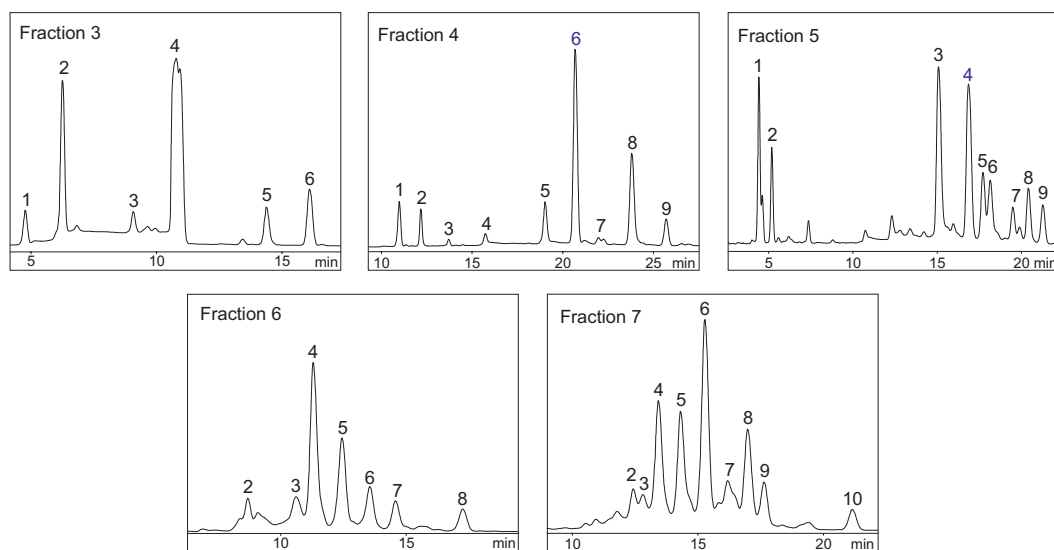 Fraction 3
1 2 3 4 5 6
5 10 15 min
Fraction 4
1 2 3 4 5 6 7 8 9
10 15 20 25 min
Fraction 5
1 2 3 4 5 6 7 8 9
5 10 15 20 min
Fraction 6
2 3 4 5 6 7 8
10 15 min
Fraction 7
2 3 4 5 6 7 8 9 10
10 15 20 min